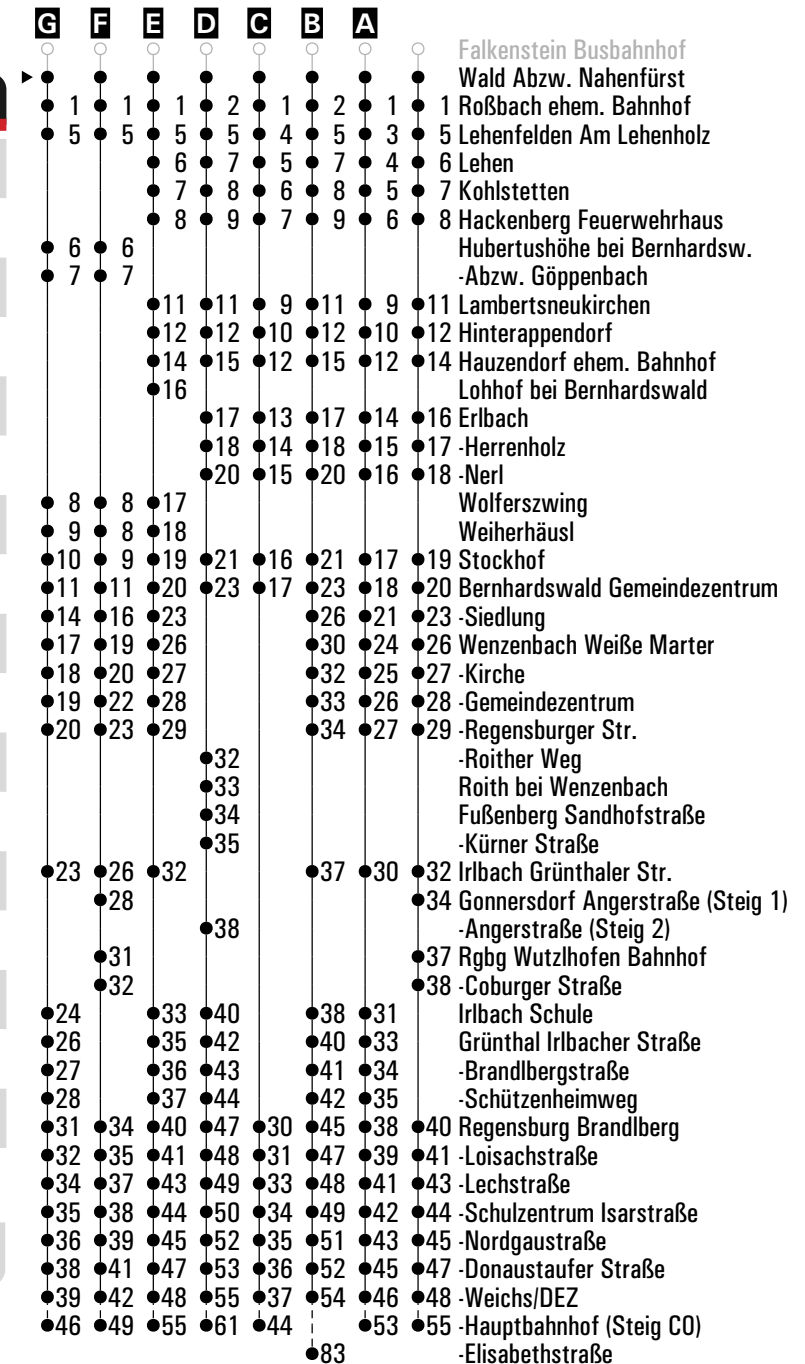 G F E D C B A
Falkenstein Busbahnhof
Wald Abzw. Nahenfürst
1 1 1 2 1 2 1 1 Roßbach ehem. Bahnhof
5 5 5 5 4 5 3 5 Lehenfelden Am Lehenholz
6 7 5 7 4 6 Lehen
7 8 6 8 5 7 Kohlstetten
8 9 7 9 6 8 Hackenberg Feuerwehrhaus
6 6 Hubertushöhe bei Bernhardsw.
7 7 -Abzw. Göppenbach
11 11 9 11 9 11 Lambertsneukirchen
12 12 10 12 10 12 Hinterappendorf
14 15 12 15 12 14 Hauzendorf ehem. Bahnhof
16 Lohhof bei Bernhardswald
17 13 17 14 16 Erlbach
18 14 18 15 17 -Herrenholz
20 15 20 16 18 -Nerl
8 8 17 Wolferszwing
9 8 18 Weiherhäusl
10 9 19 21 16 21 17 19 Stockhof
11 11 20 23 17 23 18 20 Bernhardswald Gemeindezentrum
14 16 23 26 21 23 -Siedlung
17 19 26 30 24 26 Wenzenbach Weiße Marter
18 20 27 32 25 27 -Kirche
19 22 28 33 26 28 -Gemeindezentrum
20 23 29 34 27 29 -Regensburger Str.
32 -Roither Weg
33 Roith bei Wenzenbach
34 Fußenberg Sandhofstraße
35 -Kürner Straße
23 26 32 37 30 32 Irlbach Grünthaler Str.
28 34 Gonnersdorf Angerstraße (Steig 1)
38 -Angerstraße (Steig 2)
31 37 Rgbg Wutzlhofen Bahnhof
32 38 -Coburger Straße
24 33 40 38 31 Irlbach Schule
26 35 42 40 33 Grünthal Irlbacher Straße
27 36 43 41 34 -Brandlbergstraße
28 37 44 42 35 -Schützenheimweg
31 34 40 47 30 45 38 40 Regensburg Brandlberg
32 35 41 48 31 47 39 41 -Loisachstraße
34 37 43 49 33 48 41 43 -Lechstraße
35 38 44 50 34 49 42 44 -Schulzentrum Isarstraße
36 39 45 52 35 51 43 45 -Nordgaustraße
38 41 47 53 36 52 45 47 -Donaustaufer Straße
39 42 48 55 37 54 46 48 -Weichs/DEZ
46 49 55 61 44 53 55 -Hauptbahnhof (Steig C0)
83 -Elisabethstraße